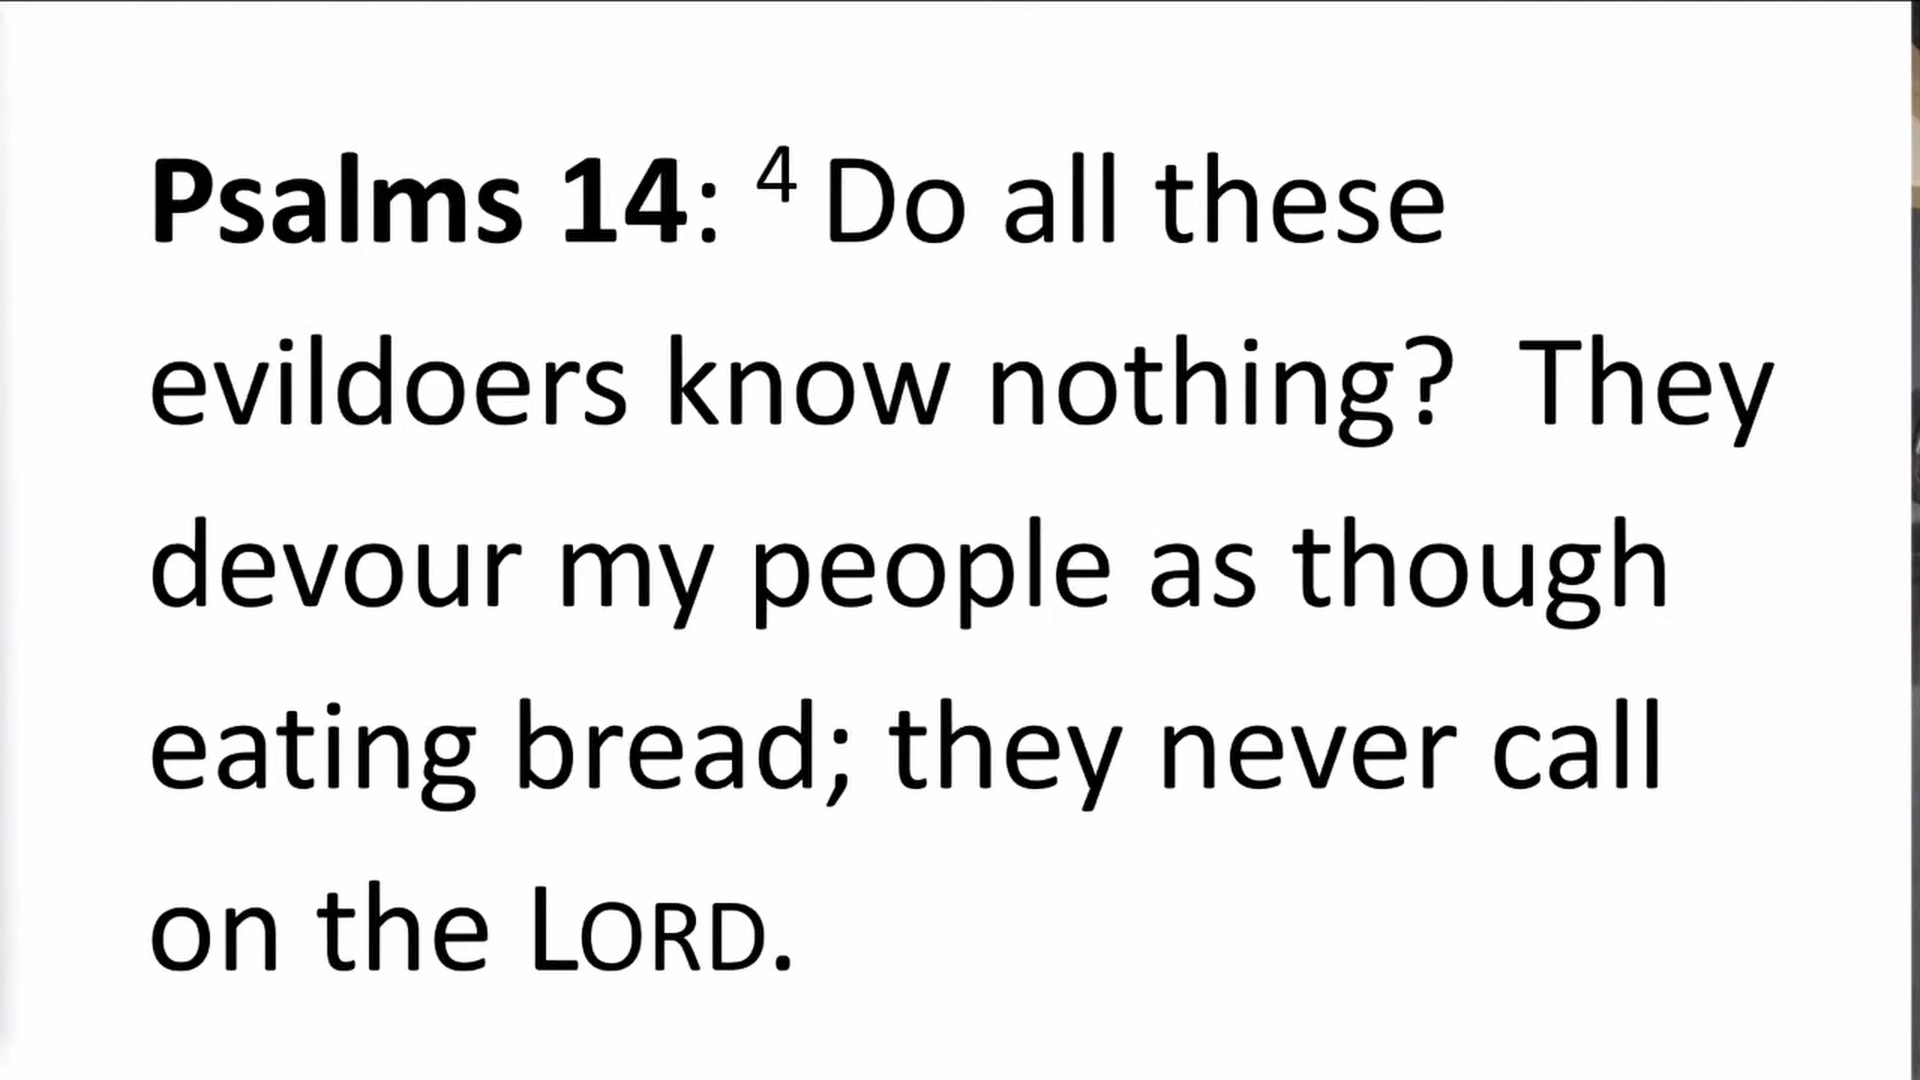 Psalms 14: ⁴ Do all these
evildoers know nothing?  They
devour my people as though
eating bread; they never call
on the LORD.